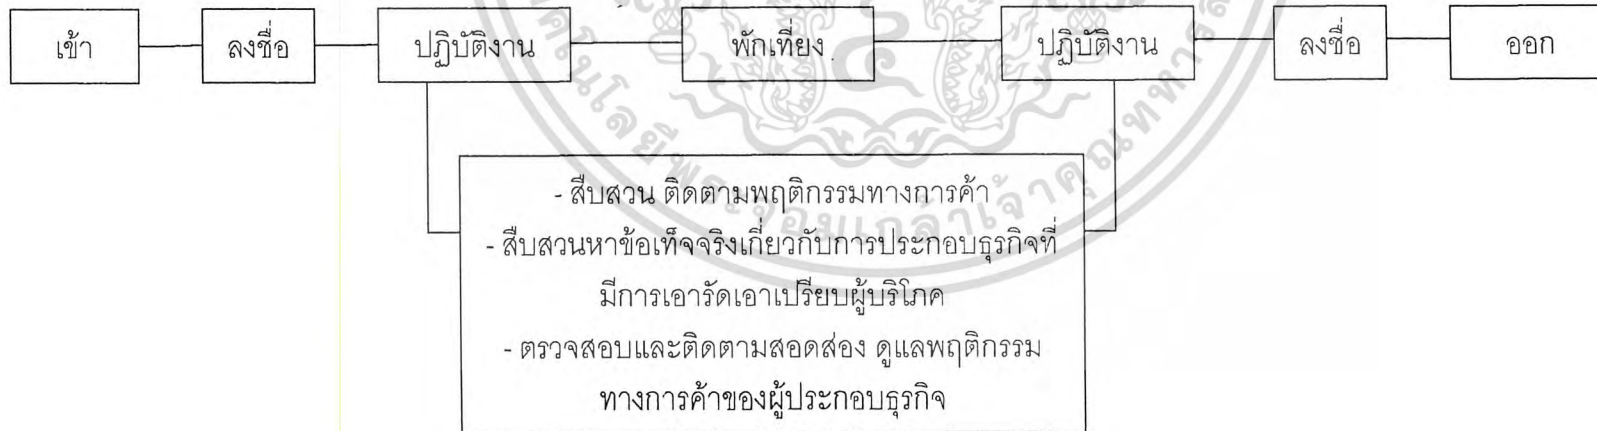 เข้า ลงชื่อ ปฏิบัติงาน พักเที่ยง ปฏิบัติงาน ลงชื่อ ออก
- สืบสวน ติดตามพฤติกรรมทางการค้า
- สืบสวนหาข้อเท็จจริงเกี่ยวกับการประกอบธุรกิจที่
มีการเอารัดเอาเปรียบผู้บริโภค
- ตรวจสอบและติดตามสอดส่อง ดูแลพฤติกรรม
ทางการค้าของผู้ประกอบธุรกิจ